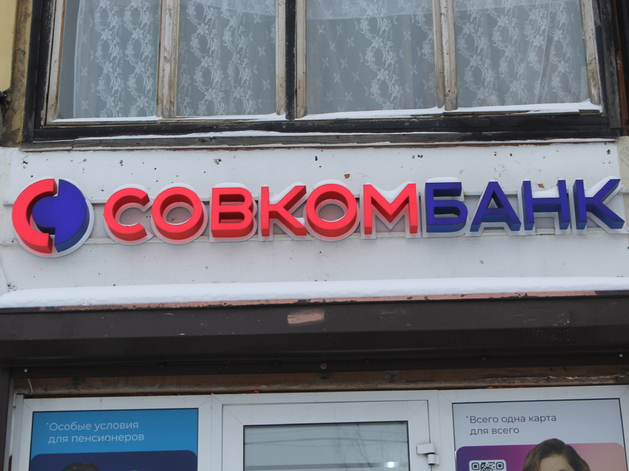 СОВКОМБАНК
*Особые условия
для пенсионеров
*Всего одна карта
для всего